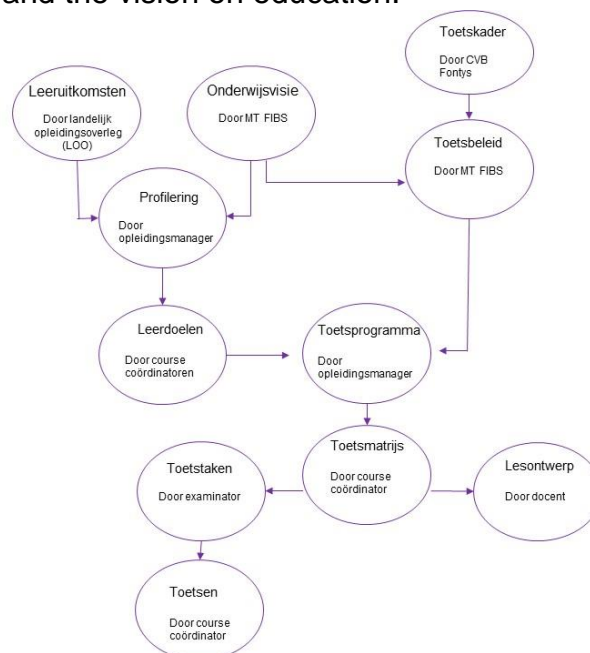 and the vision on education.
Toetskader
Door CVB
Fontys
Leeruitkomsten
Door landelijk
opleidingsoverleg
(LOO)
Onderwijsvisie
Door MT FIBS
Toetsbeleid
Door MT FIBS
Profilering
Door
opleidingsmanager
Leerdoelen
Door course
coördinatoren
Toetsprogramma
Door
opleidingsmanager
Toetsmatrijs
Door course
coördinator
Toetstaken
Door examinator
Lesontwerp
Door docent
Toetsen
Door course
coördinator